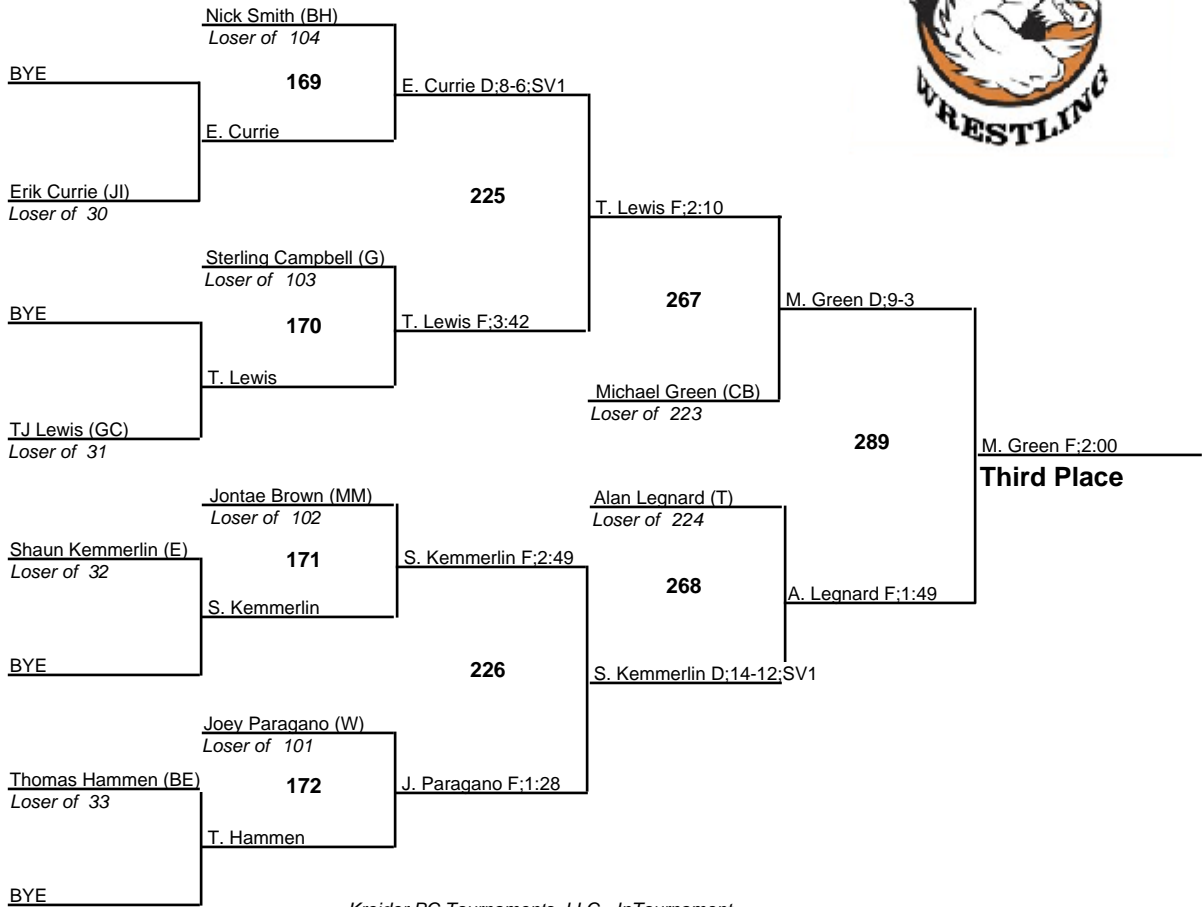 Nick Smith (BH)
Loser of 104
BYE
169
E. Currie D;8-6;SV1
E. Currie
WRESTLING
Erik Currie (JI)
Loser of 30
225
T. Lewis F;2:10
Sterling Campbell (G)
Loser of 103
267
M. Green D;9-3
BYE
170
T. Lewis F;3:42
T. Lewis
Michael Green (CB)
Loser of 223
TJ Lewis (GC)
Loser of 31
289
M. Green F;2:00
Third Place
Jontae Brown (MM)
Loser of 102
Alan Legnard (T)
Loser of 224
Shaun Kemmerlin (E)
Loser of 32
171
S. Kemmerlin F;2:49
268
A. Legnard F;1:49
S. Kemmerlin
BYE
226
S. Kemmerlin D;14-12;SV1
Joey Paragano (W)
Loser of 101
Thomas Hammen (BE)
Loser of 33
172
J. Paragano F;1:28
T. Hammen
BYE